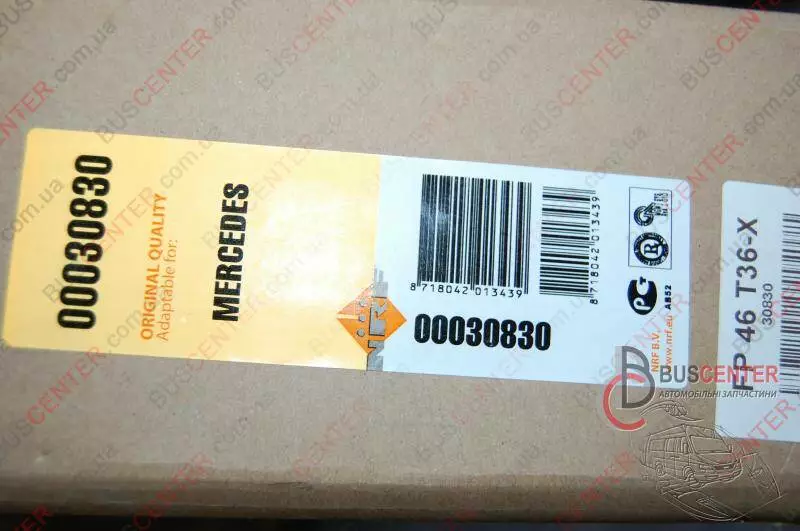 00030830
ORIGINAL QUALITY
Adaptable for:
MERCEDES
NRF
8 718042 013439
00030830
8 718042 013439
AB52
NRF B.V.
www.nrf.eu
FP 46 T36-X
30830
BUSCENTER
АВТОМОБІЛЬНІ ЗАПЧАСТИНИ
BUSCENTER.com.ua